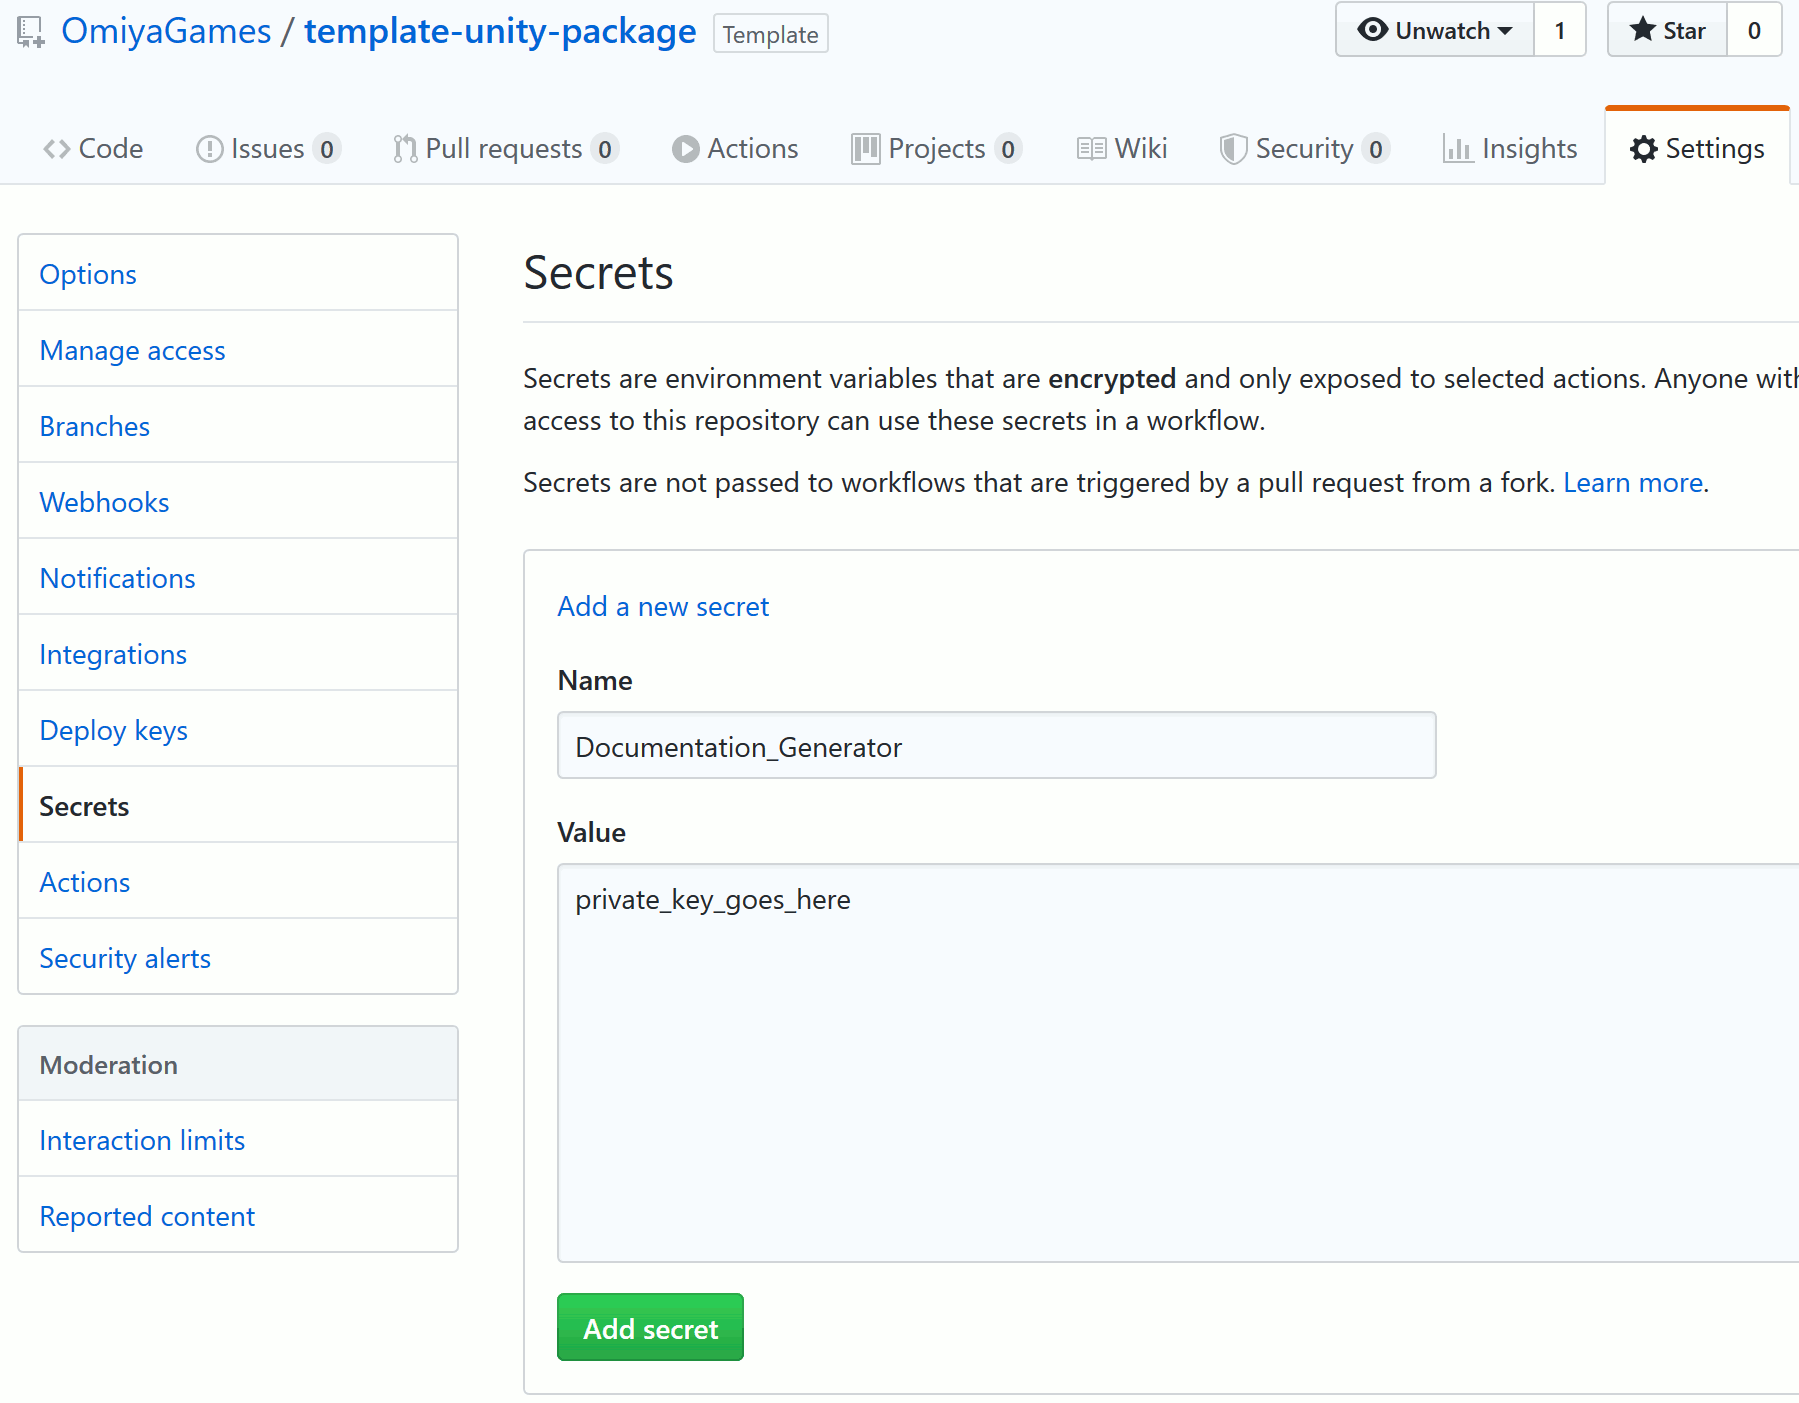 OmiyaGames / template-unity-package Template Unwatch 1 Star 0
Code Issues 0 Pull requests 0 Actions Projects 0 Wiki Security 0 Insights Settings
Options
Manage access
Branches
Webhooks
Notifications
Integrations
Deploy keys
Secrets
Actions
Security alerts
Moderation
Interaction limits
Reported content
Secrets
Secrets are environment variables that are encrypted and only exposed to selected actions. Anyone with
access to this repository can use these secrets in a workflow.
Secrets are not passed to workflows that are triggered by a pull request from a fork. Learn more.
Add a new secret
Name
Documentation_Generator
Value
private_key_goes_here
Add secret